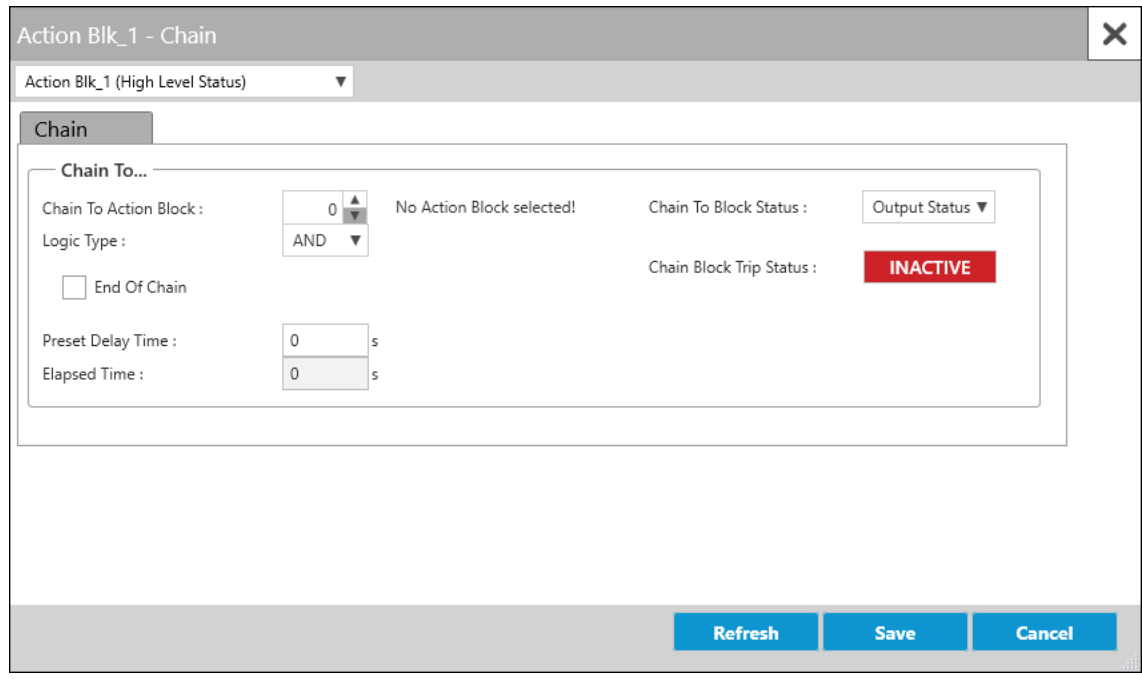 Action Blk_1 - Chain
Action Blk_1 (High Level Status)
Chain
Chain To...
Chain To Action Block : 0 No Action Block selected! Chain To Block Status : Output Status
Logic Type : AND
Chain Block Trip Status : INACTIVE
End Of Chain
Preset Delay Time : 0 s
Elapsed Time : 0 s
Refresh Save Cancel